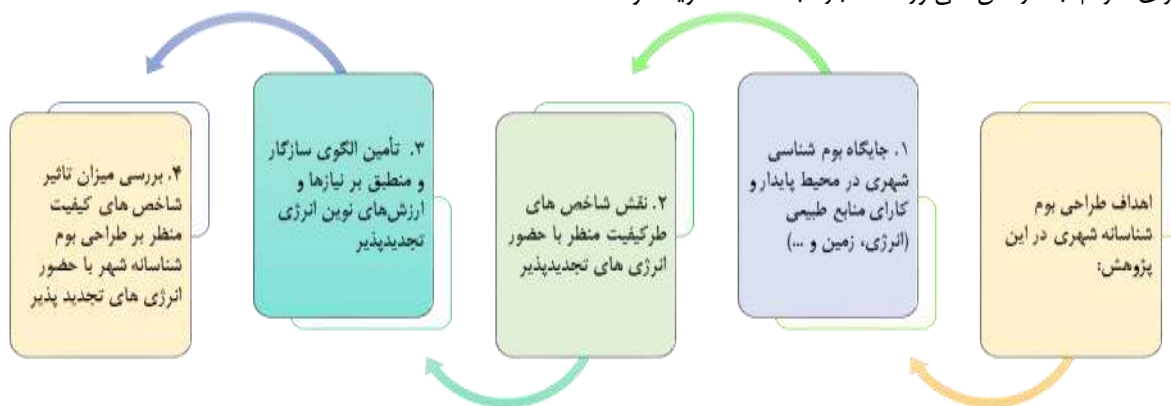 اهداف طراحی بوم
شناسانه شهری در این
پژوهش:
۱. جایگاه بوم شناسی
شهری در محیط پایدار و
کارای منابع طبیعی
(انرژی، زمین و ...)
۲. نقش شاخص های
طرکیفیت منظر با حضور
انرژی های تجدیدپذیر
۳. تأمین الگوی سازگار
و منطبق بر نیازها و
ارزش‌های نوین انرژی
تجدیدپذیر
۴. بررسی میزان تاثیر
شاخص های کیفیت
منظر بر طراحی بوم
شناسانه شهر با حضور
انرژی های تجدید پذیر